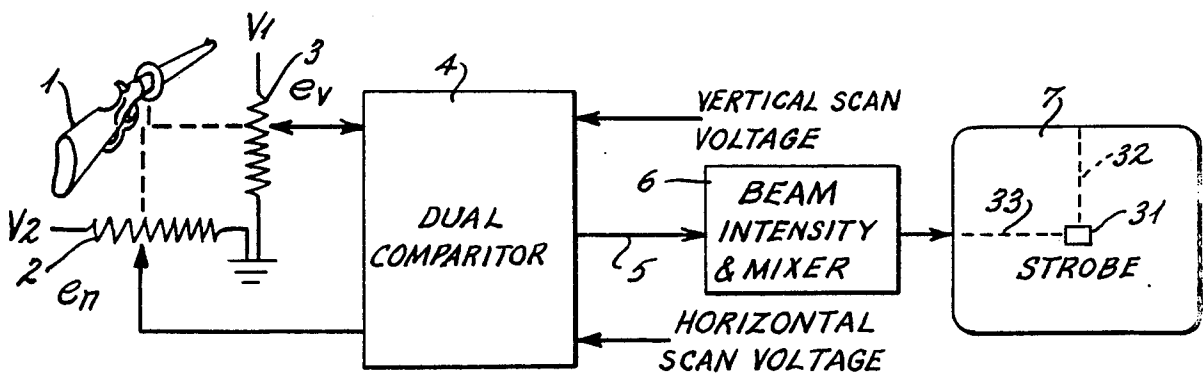 1
V1
3
ev
V2
2
en
4
DUAL
COMPARITOR
VERTICAL SCAN
VOLTAGE
5
6
BEAM
INTENSITY
& MIXER
HORIZONTAL
SCAN VOLTAGE
7
32
33
31
STROBE